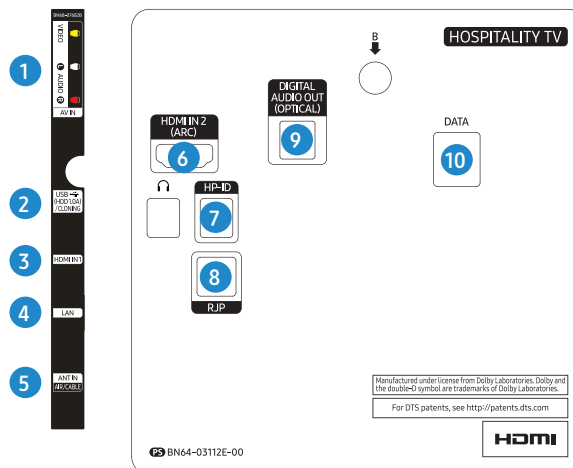 BN60-07602B
VIDEO
L AUDIO R
AV IN
1
USB
(HDD 1.0A)
/CLONING
2
HDMI IN 1
3
LAN
4
ANT IN
AIR/CABLE
5
HOSPITALITY TV
B
DIGITAL
AUDIO OUT
(OPTICAL)
9
HDMI IN 2
(ARC)
6
DATA
10
HP-ID
7
8
RJP
Manufactured under license from Dolby Laboratories. Dolby and
the double-D symbol are trademarks of Dolby Laboratories.
For DTS patents, see http://patents.dts.com
HDMI
PS BN64-03112E-00